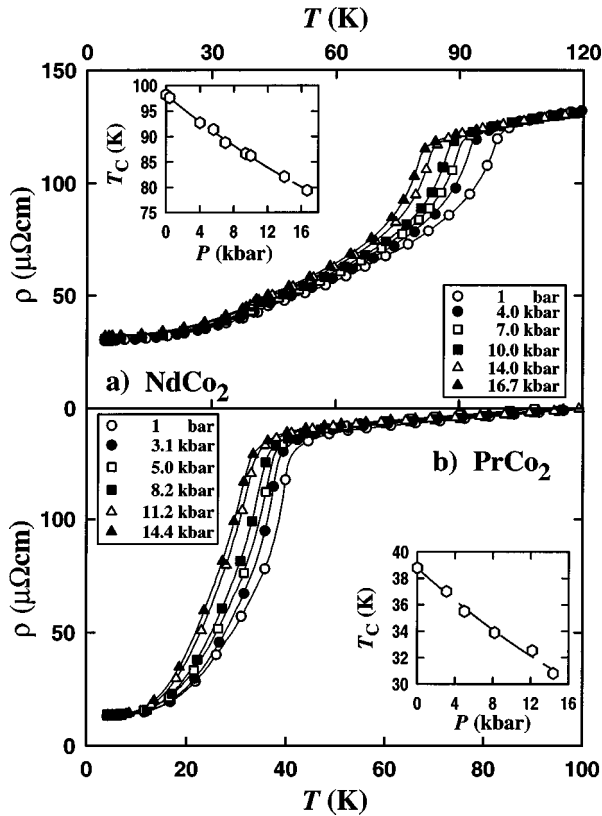 T (K)
0 30 60 90 120
150
100
50
0
ρ (μΩcm)
100
95
90
85
80
75
T_C (K)
0 4 8 12 16
P (kbar)
1 bar
4.0 kbar
7.0 kbar
10.0 kbar
14.0 kbar
16.7 kbar
a) NdCo₂
1 bar
3.1 kbar
5.0 kbar
8.2 kbar
11.2 kbar
14.4 kbar
b) PrCo₂
100
50
0
ρ (μΩcm)
40
38
36
34
32
30
T_C (K)
0 4 8 12 16
P (kbar)
20 40 60 80 100
T (K)